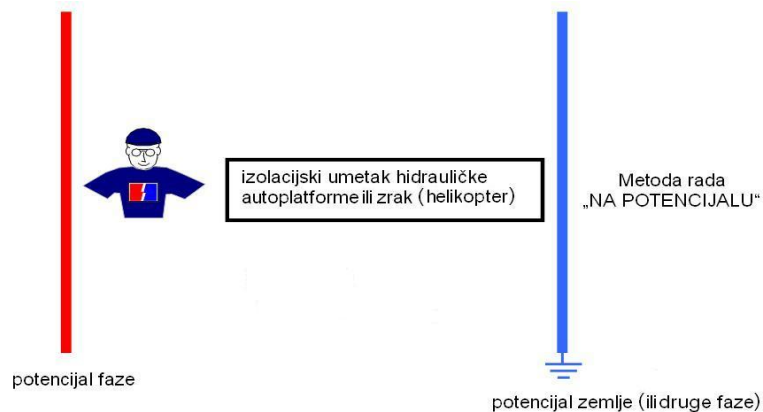 izolacijski umetak hidrauličke
autoplatforme ili zrak (helikopter)
Metoda rada
„NA POTENCIJALU“
potencijal faze
potencijal zemlje (ili druge faze)